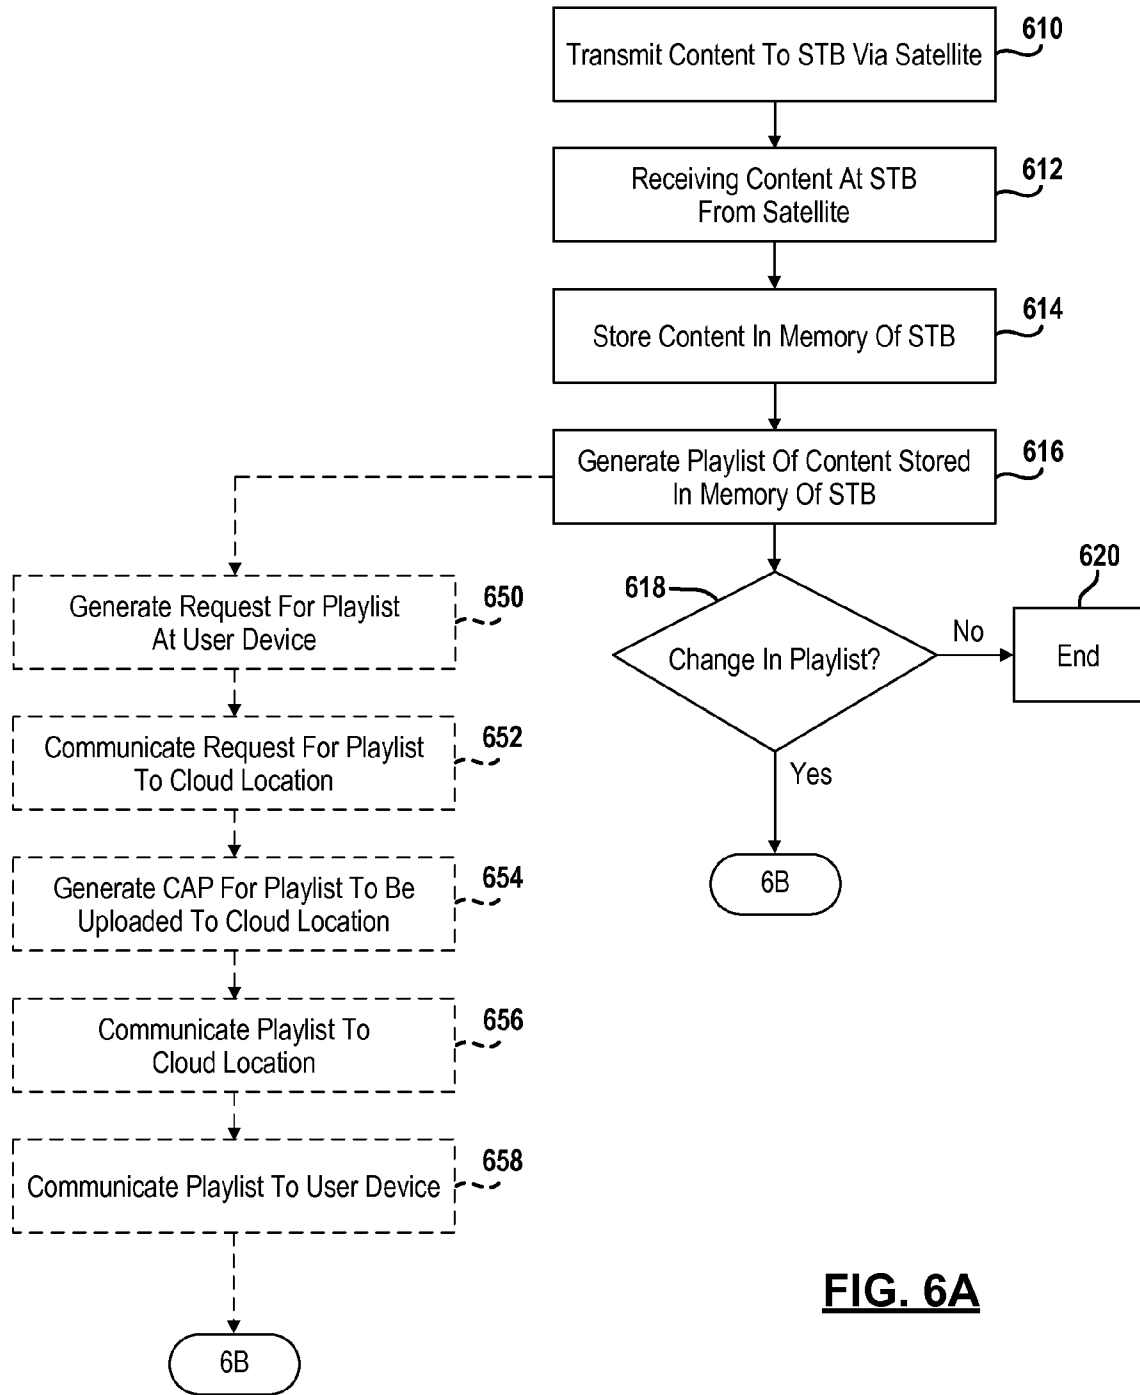 610
Transmit Content To STB Via Satellite
612
Receiving Content At STB
From Satellite
614
Store Content In Memory Of STB
616
Generate Playlist Of Content Stored
In Memory Of STB
618
Change In Playlist?
No
620
End
Yes
6B
650
Generate Request For Playlist
At User Device
652
Communicate Request For Playlist
To Cloud Location
654
Generate CAP For Playlist To Be
Uploaded To Cloud Location
656
Communicate Playlist To
Cloud Location
658
Communicate Playlist To User Device
6B
FIG. 6A